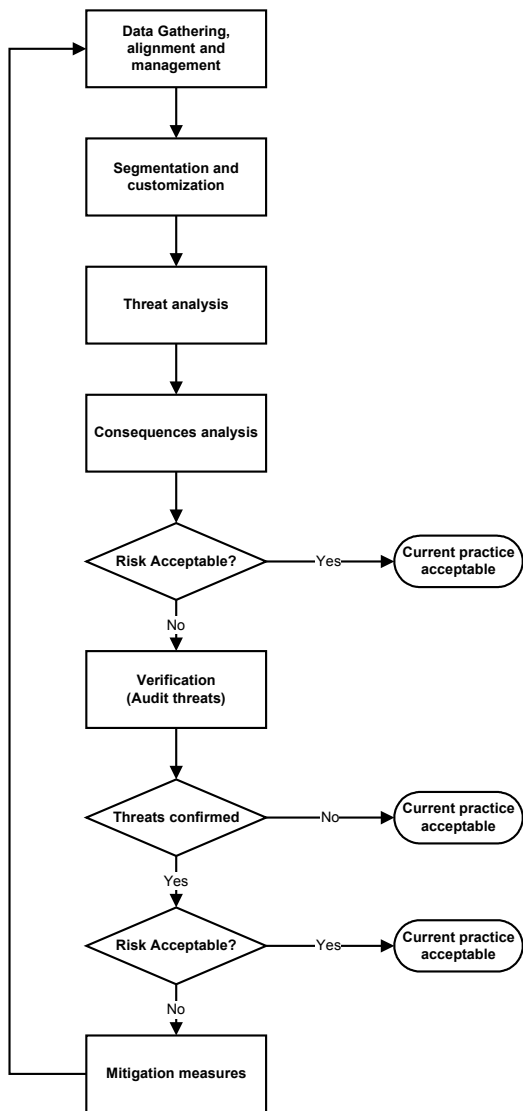 Data Gathering,
alignment and
management
Segmentation and
customization
Threat analysis
Consequences analysis
Risk Acceptable?
Yes
Current practice
acceptable
No
Verification
(Audit threats)
Threats confirmed
No
Current practice
acceptable
Yes
Risk Acceptable?
Yes
Current practice
acceptable
No
Mitigation measures